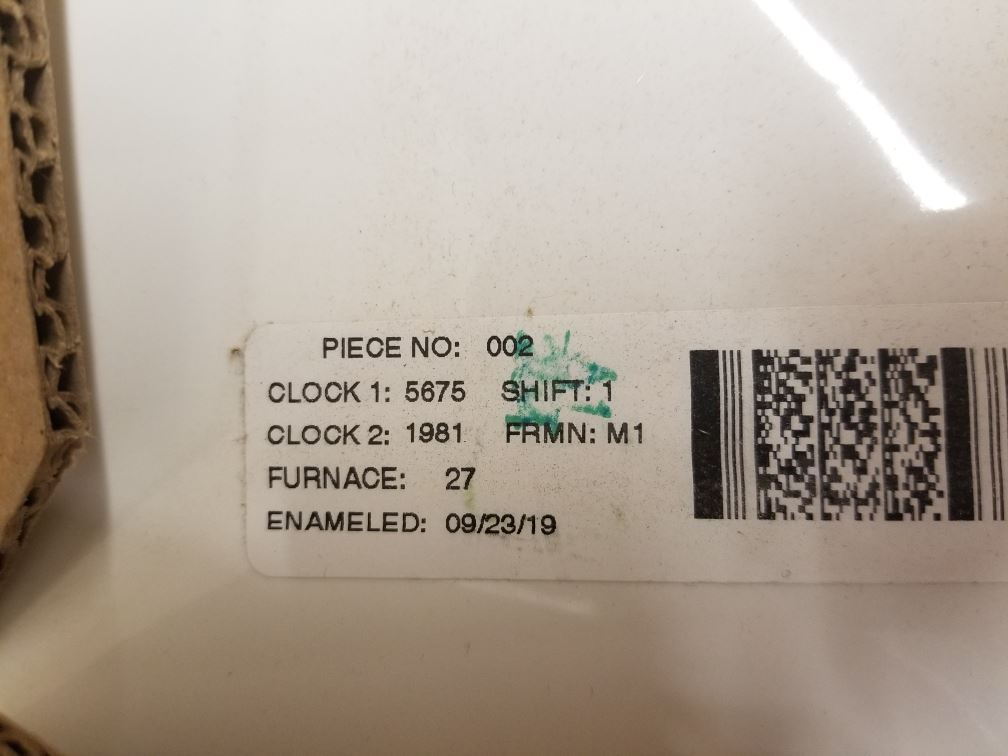 PIECE NO: 002
CLOCK 1: 5675 SHIFT: 1
CLOCK 2: 1981 FRMN: M1
FURNACE: 27
ENAMELED: 09/23/19